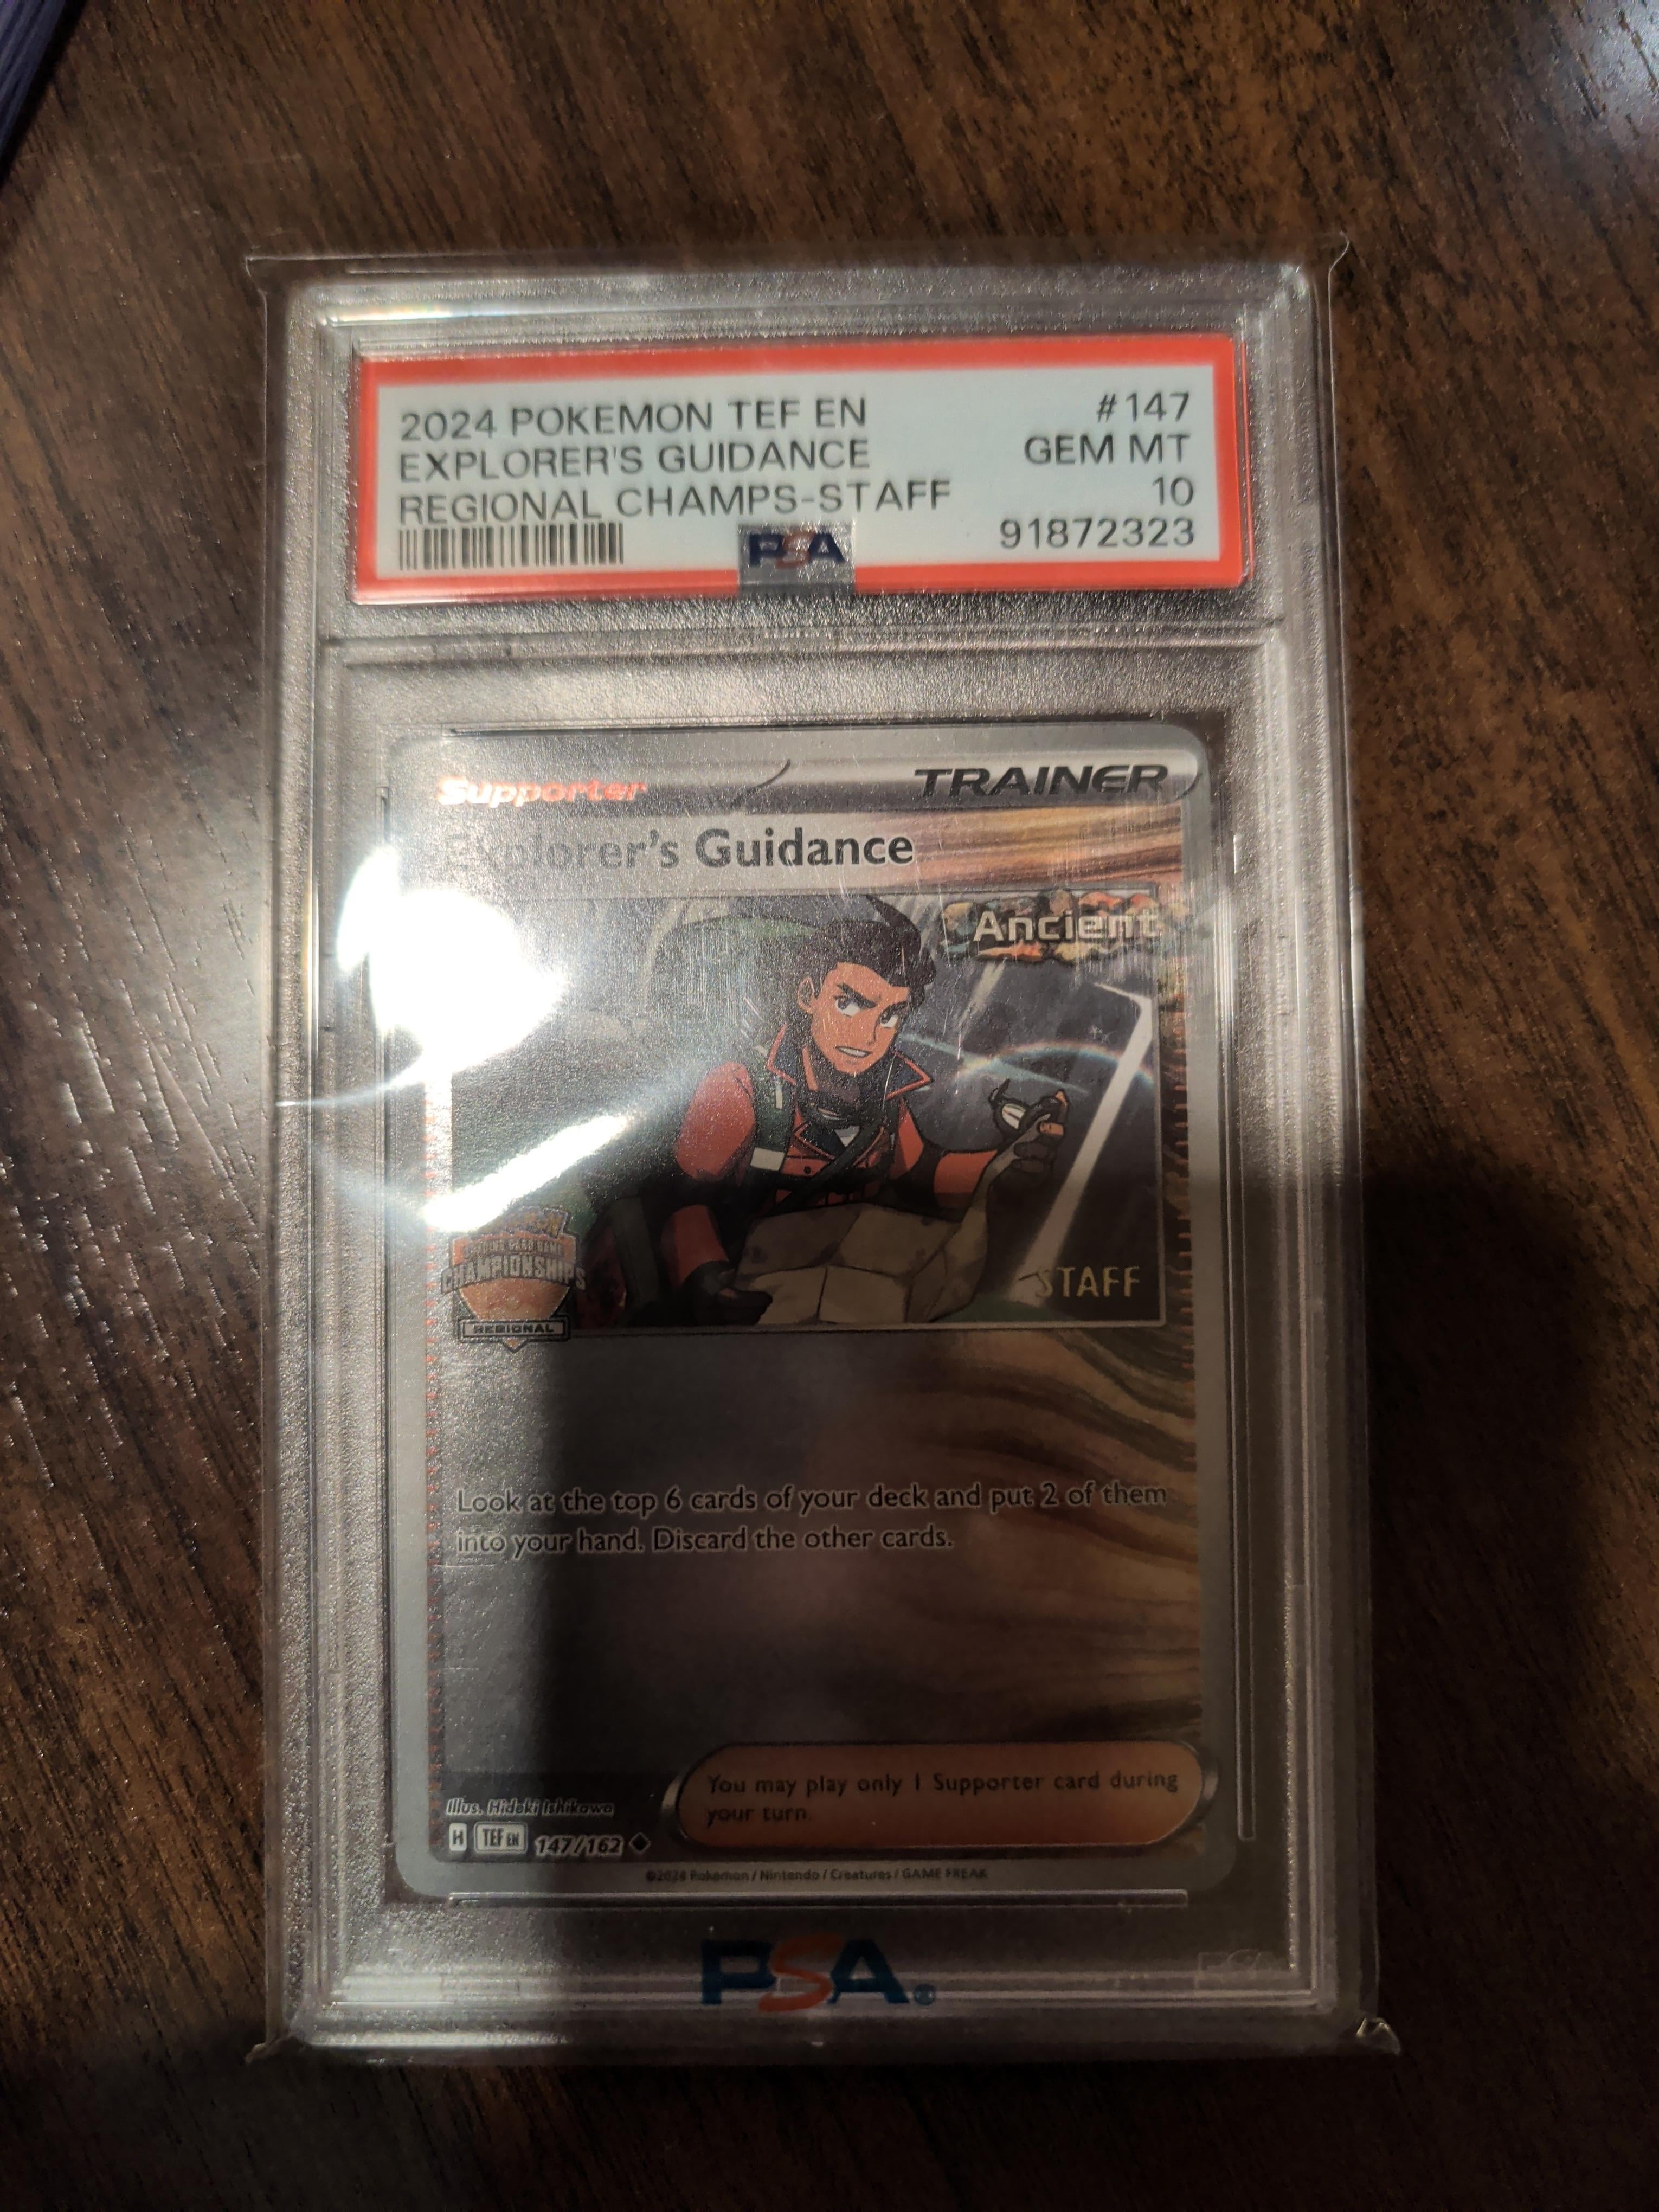 2024 POKEMON TEF EN #147
EXPLORER'S GUIDANCE GEM MT
REGIONAL CHAMPS-STAFF 10
PSA 91872323
Supporter TRAINER
Explorer's Guidance
Ancient
CHAMPIONSHIPS
REGIONAL
STAFF
Look at the top 6 cards of your deck and put 2 of them
into your hand. Discard the other cards.
You may play only 1 Supporter card during
your turn.
Illus. Hideki Ishikawa
H TEF EN 147/162
©2024 Pokémon / Nintendo / Creatures / GAME FREAK
PSA®